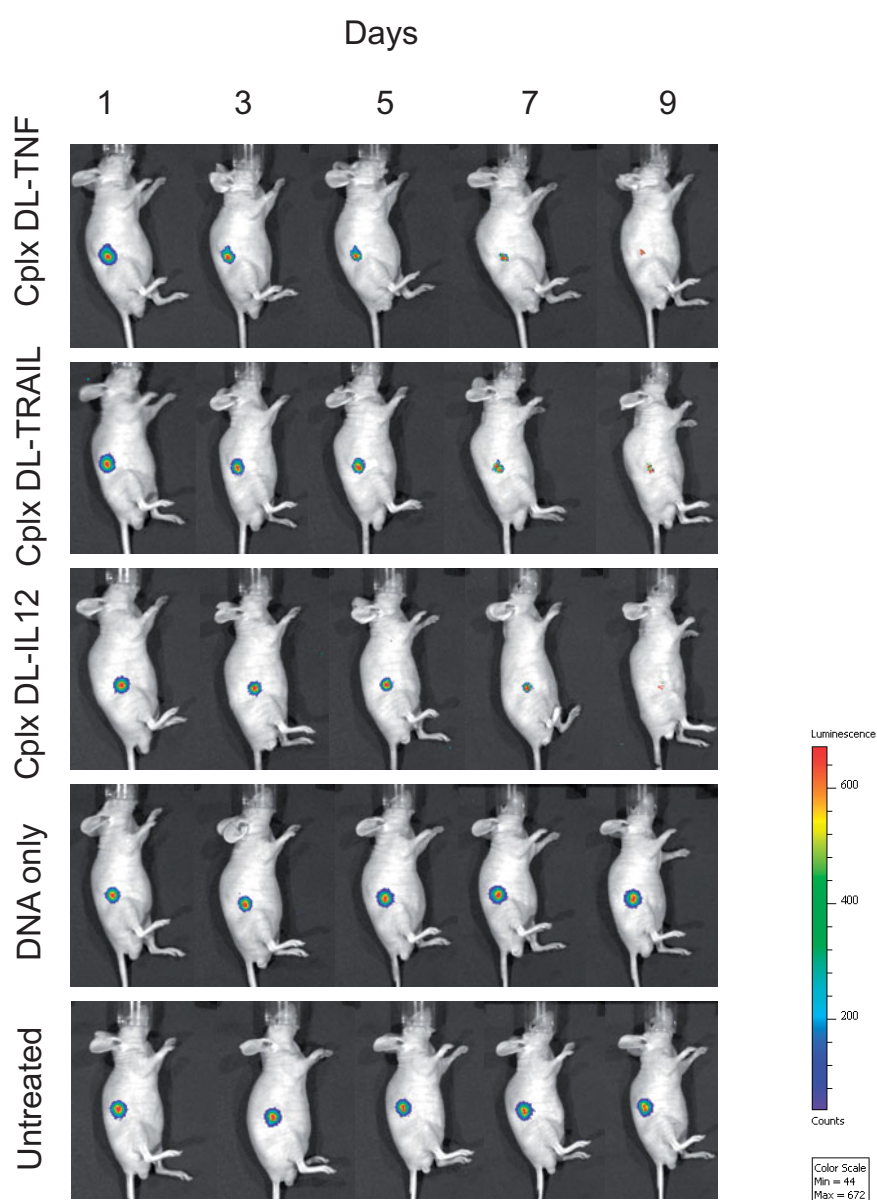 Days
1 3 5 7 9
Cplx DL-TNF
Cplx DL-TRAIL
Cplx DL-IL12
DNA only
Untreated
Luminescence
600
400
200
Counts
Color Scale
Min = 44
Max = 672